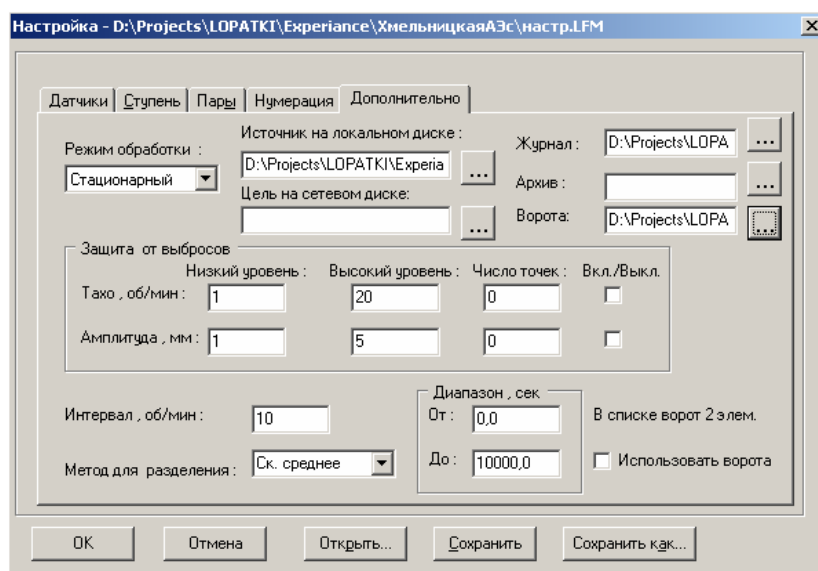 Настройка - D:\Projects\LOPATKI\Experiance\ХмельницкаяАЭс\настр.LFM
Датчики Ступень Пары Нумерация Дополнительно
Режим обработки :
Стационарный
Источник на локальном диске :
D:\Projects\LOPATKI\Experia ...
Цель на сетевом диске:
...
Журнал : D:\Projects\LOPA ...
Архив : ...
Ворота: D:\Projects\LOPA ...
Защита от выбросов
Низкий уровень : Высокий уровень : Число точек : Вкл./Выкл.
Тахо , об/мин : 1 20 0
Амплитуда , мм : 1 5 0
Интервал , об/мин : 10
Метод для разделения : Ск. среднее
Диапазон , сек
От : 0,0
До : 10000,0
В списке ворот 2 элем.
Использовать ворота
OK Отмена Открыть... Сохранить Сохранить как...